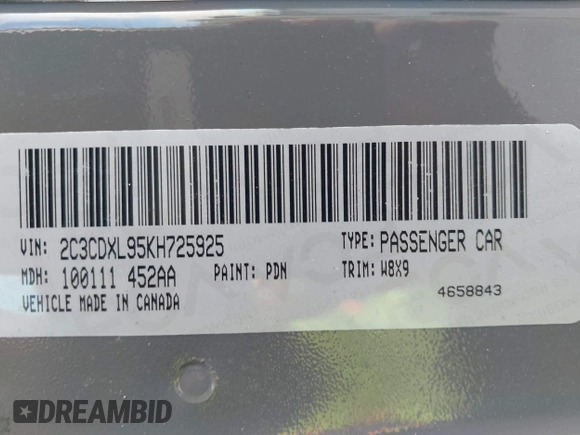 VIN: 2C3CDXL95KH725925 TYPE: PASSENGER CAR
MDH: 100111 452AA PAINT: PDN TRIM: W8X9
4658843
VEHICLE MADE IN CANADA
DREAMBID